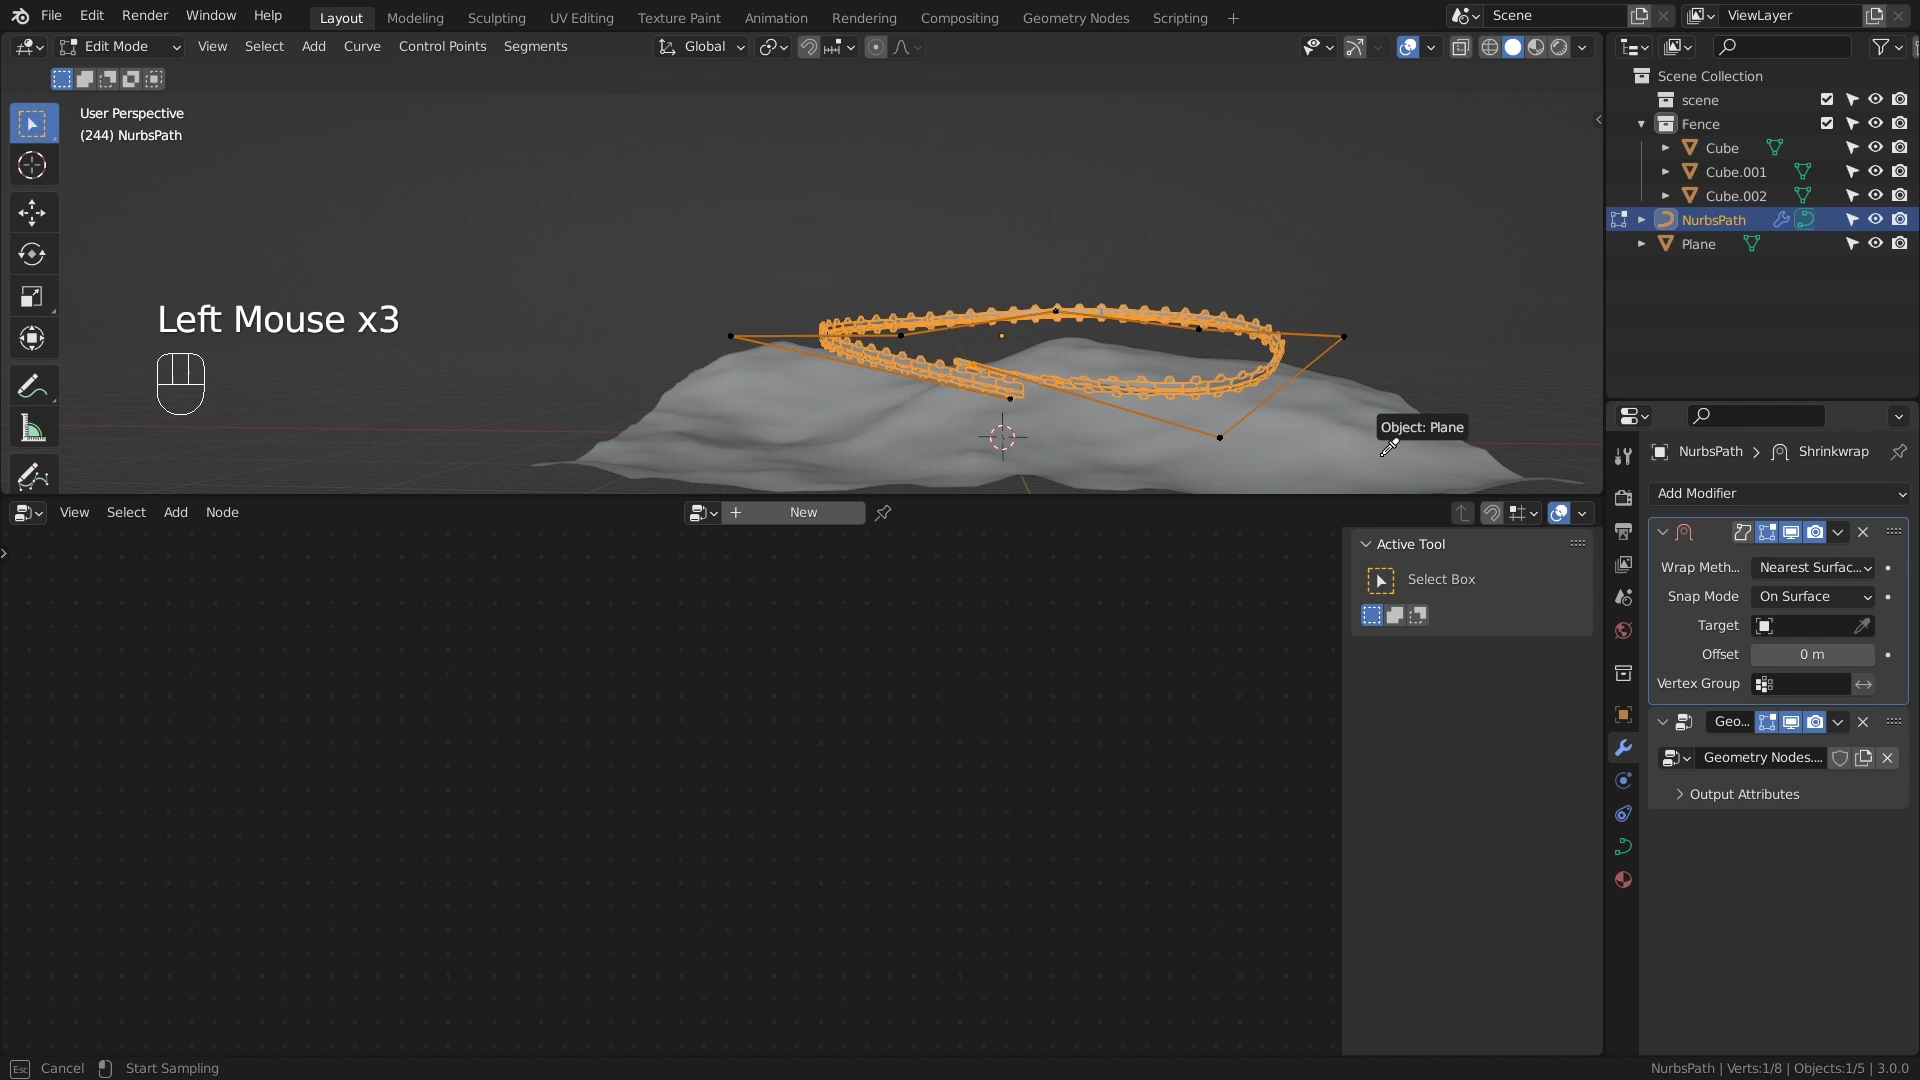 File Edit Render Window Help Layout Modeling Sculpting UV Editing Texture Paint Animation Rendering Compositing Geometry Nodes Scripting + Scene ViewLayer
Edit Mode View Select Add Curve Control Points Segments Global
User Perspective
(244) NurbsPath
Left Mouse x3
Object: Plane
Scene Collection
scene
Fence
Cube
Cube.001
Cube.002
NurbsPath
Plane
NurbsPath > Shrinkwrap
Add Modifier
Wrap Meth... Nearest Surfac...
Snap Mode On Surface
Target
Offset 0 m
Vertex Group
Geo...
Geometry Nodes....
Output Attributes
View Select Add Node + New
Active Tool
Select Box
Esc Cancel Start Sampling NurbsPath | Verts:1/8 | Objects:1/5 | 3.0.0